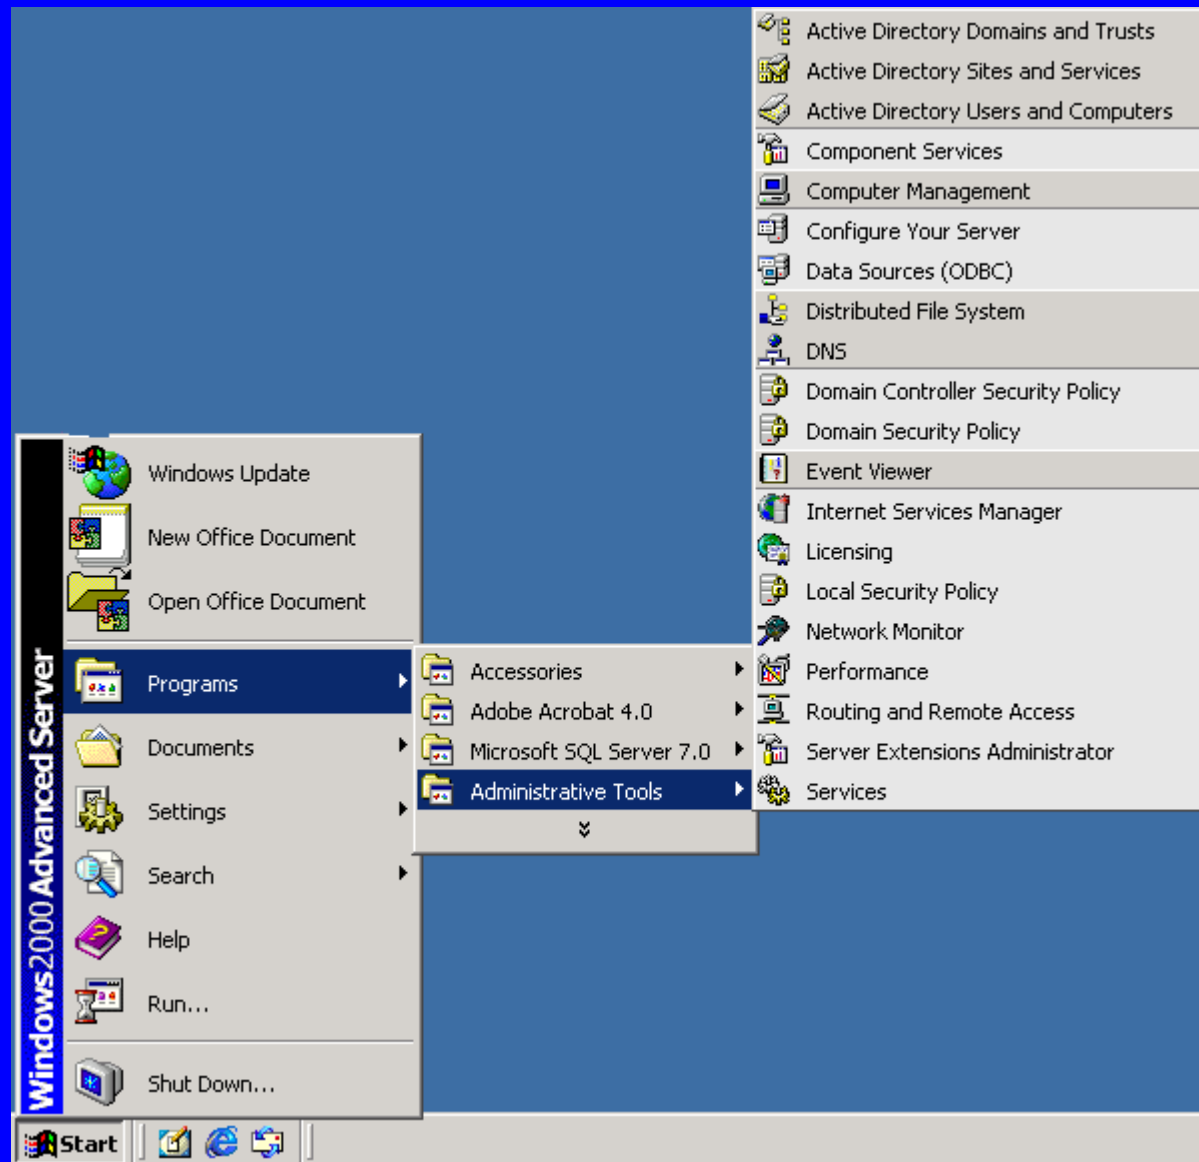 Active Directory Domains and Trusts
Active Directory Sites and Services
Active Directory Users and Computers
Component Services
Computer Management
Configure Your Server
Data Sources (ODBC)
Distributed File System
DNS
Domain Controller Security Policy
Domain Security Policy
Event Viewer
Internet Services Manager
Licensing
Local Security Policy
Network Monitor
Performance
Routing and Remote Access
Server Extensions Administrator
Services
Accessories
Adobe Acrobat 4.0
Microsoft SQL Server 7.0
Administrative Tools
Windows Update
New Office Document
Open Office Document
Programs
Documents
Settings
Search
Help
Run...
Shut Down...
Windows2000 Advanced Server
Start